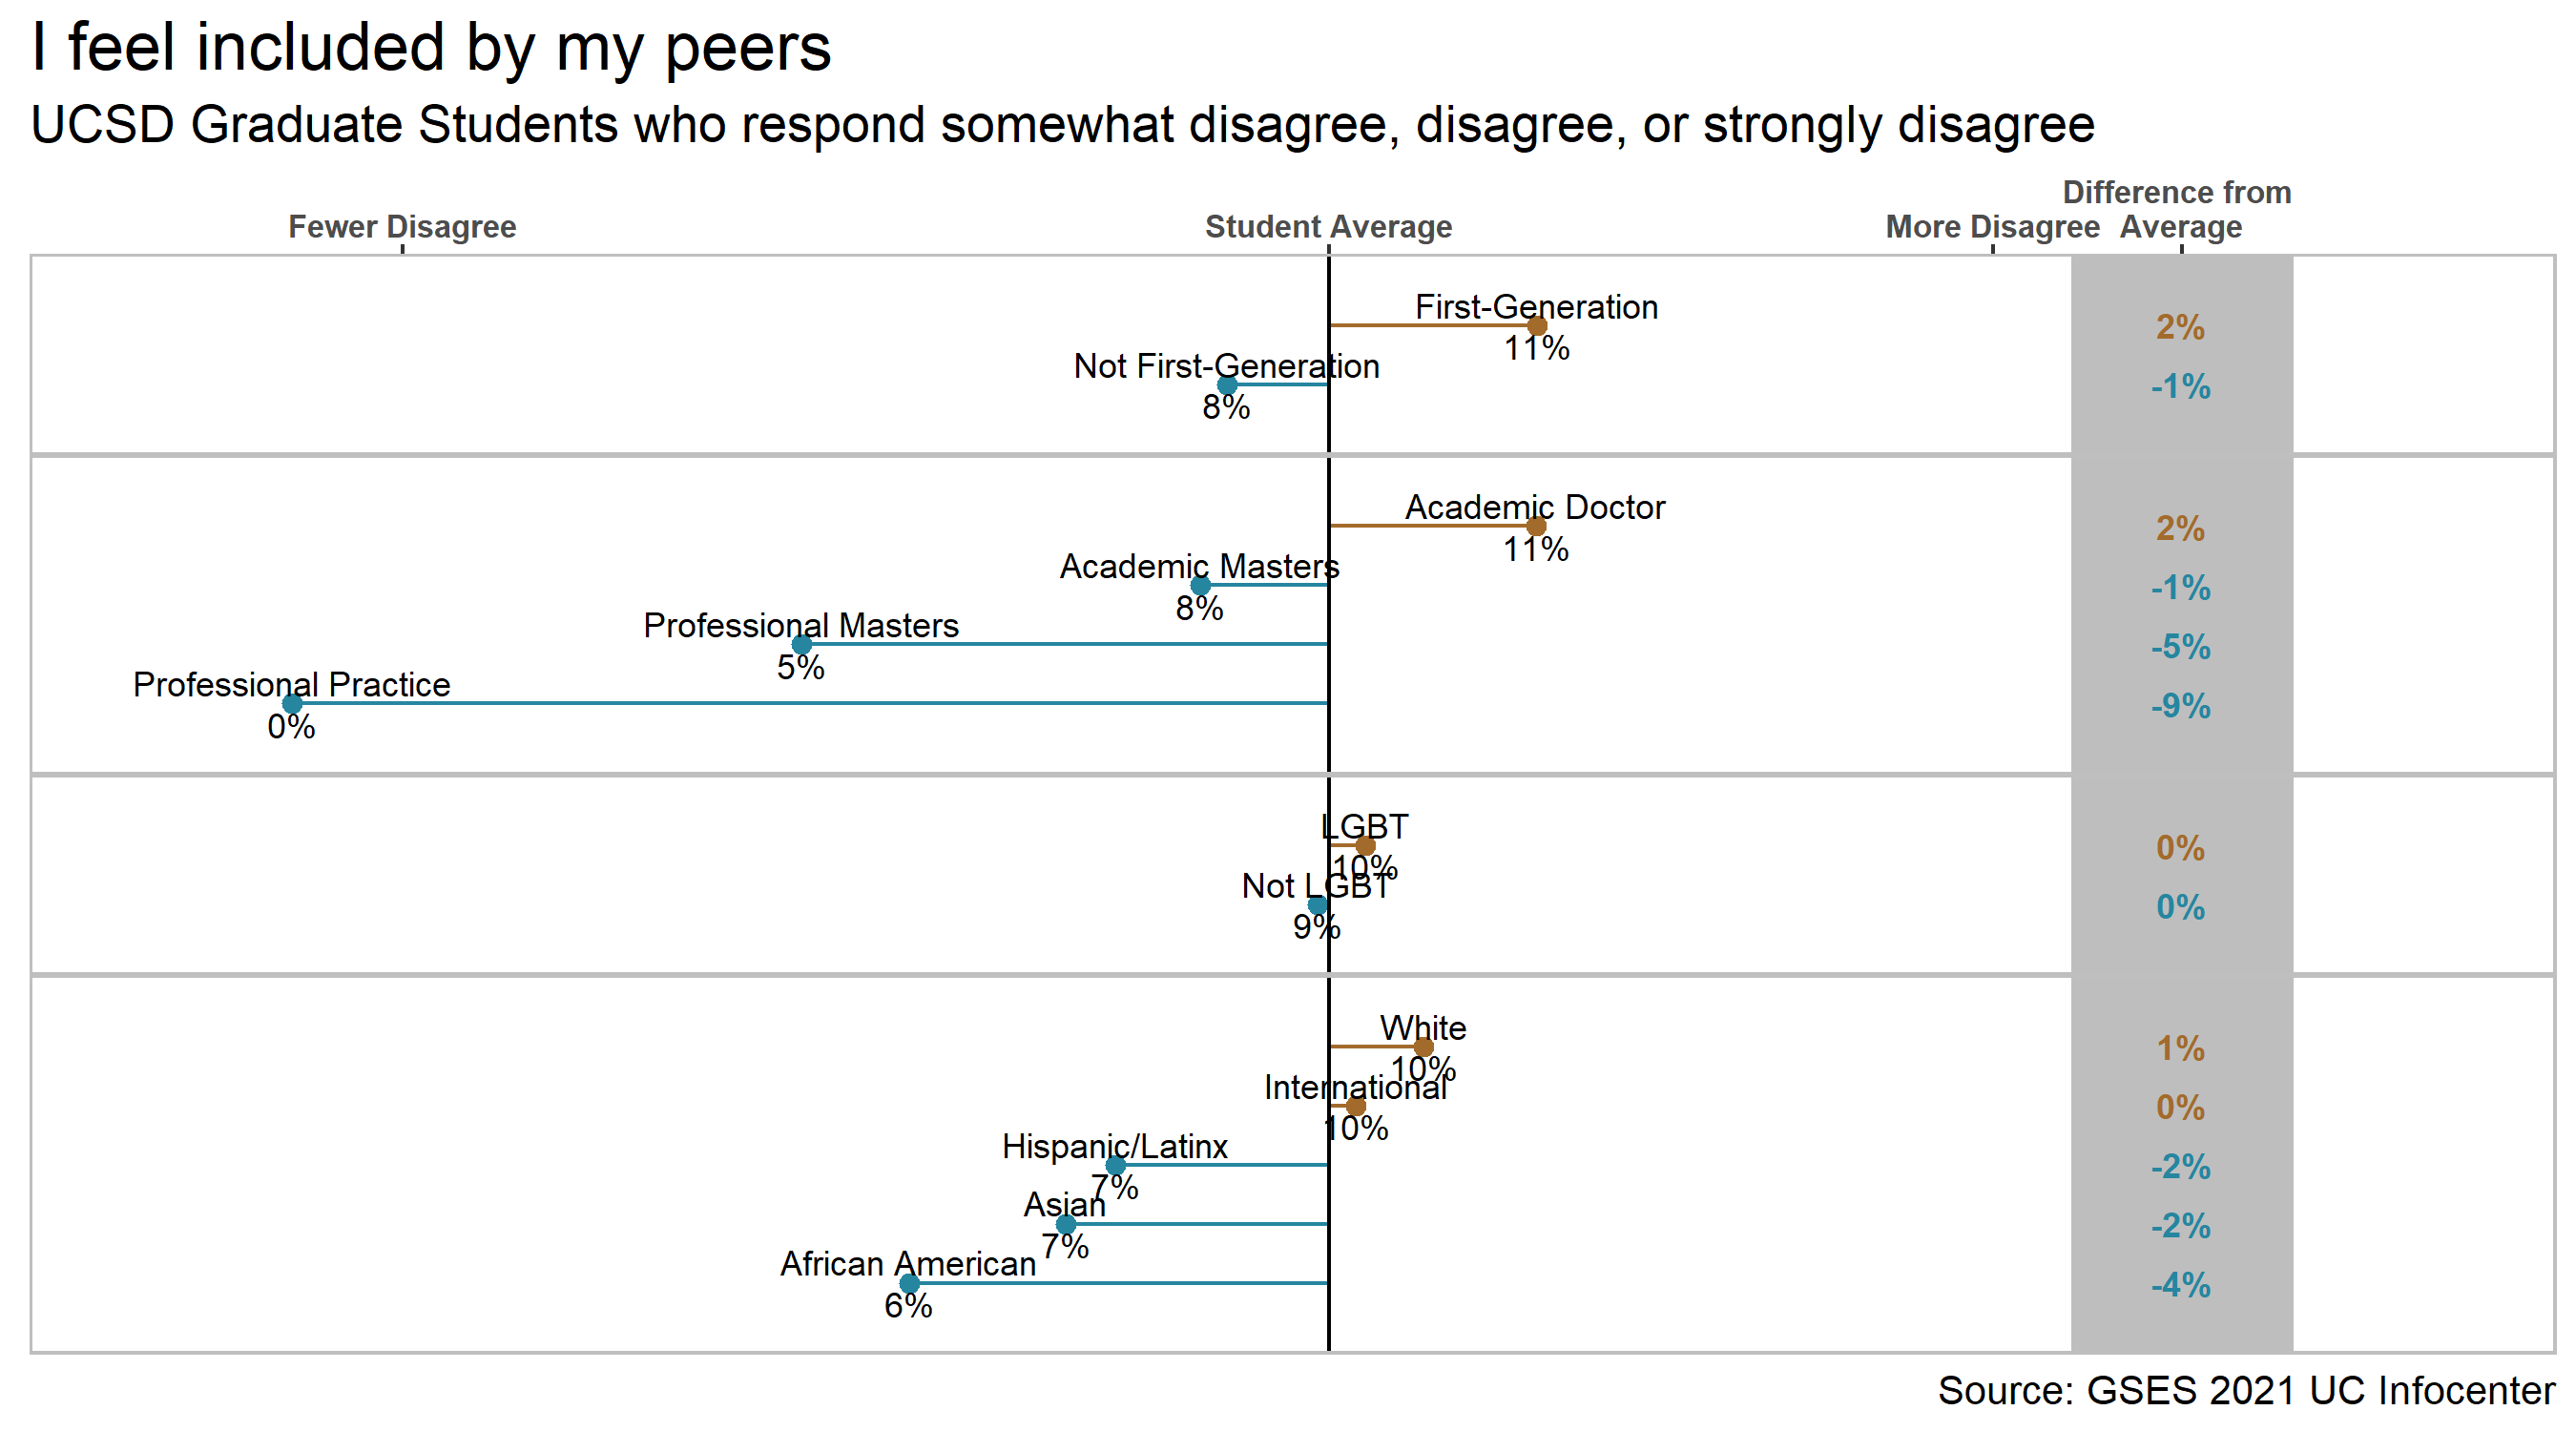 I feel included by my peers
UCSD Graduate Students who respond somewhat disagree, disagree, or strongly disagree
Difference from
Fewer Disagree Student Average More Disagree Average
First-Generation
11%
2%
Not First-Generation
8%
-1%
Academic Doctor
11%
2%
Academic Masters
8%
-1%
Professional Masters
5%
-5%
Professional Practice
0%
-9%
LGBT
10%
0%
Not LGBT
9%
0%
White
10%
1%
International
10%
0%
Hispanic/Latinx
7%
-2%
Asian
7%
-2%
African American
6%
-4%
Source: GSES 2021 UC Infocenter